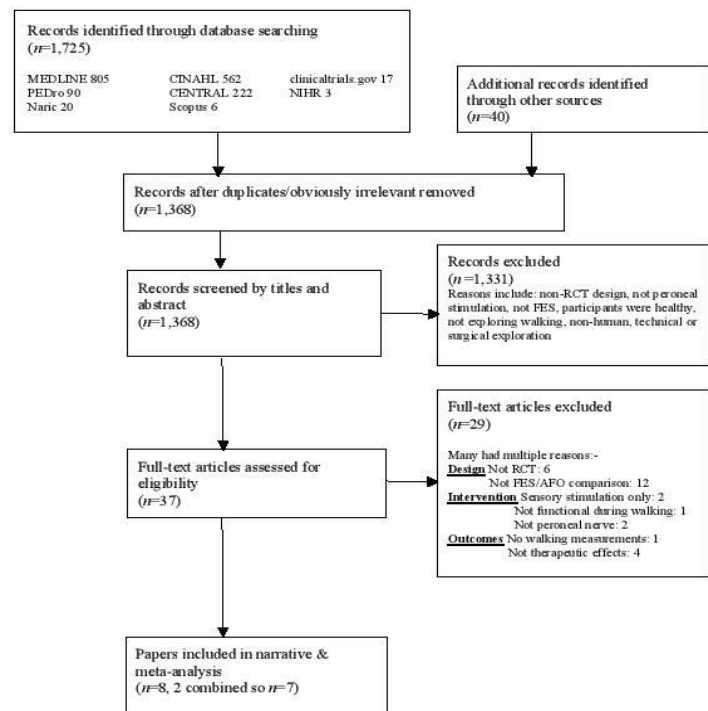 Records identified through database searching
(n=1,725)
MEDLINE 805 CINAHL 562 clinicaltrials.gov 17
PEDro 90 CENTRAL 222 NIHR 3
Naric 20 Scopus 6
Additional records identified
through other sources
(n=40)
Records after duplicates/obviously irrelevant removed
(n=1,368)
Records screened by titles and
abstract
(n=1,368)
Records excluded
(n=1,331)
Reasons include: non-RCT design, not peroneal
stimulation, not FES, participants were healthy,
not exploring walking, non-human, technical or
surgical exploration
Full-text articles assessed for
eligibility
(n=37)
Full-text articles excluded
(n=29)
Many had multiple reasons:-
Design Not RCT: 6
Not FES/AFO comparison: 12
Intervention Sensory stimulation only: 2
Not functional during walking: 1
Not peroneal nerve: 2
Outcomes No walking measurements: 1
Not therapeutic effects: 4
Papers included in narrative &
meta-analysis
(n=8, 2 combined so n=7)